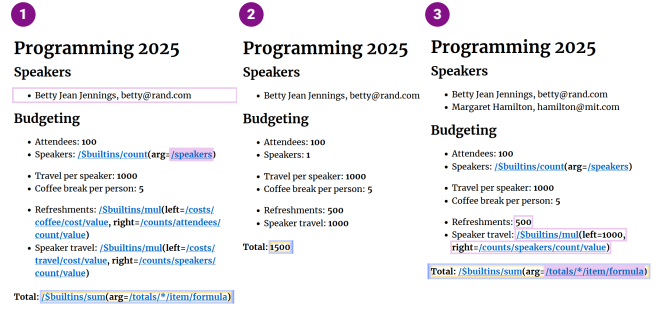 1
Programming 2025
Speakers
• Betty Jean Jennings, betty@rand.com
Budgeting
• Attendees: 100
• Speakers: /$builtins/count(arg=/speakers)
• Travel per speaker: 1000
• Coffee break per person: 5
• Refreshments: /$builtins/mul(left=/costs/
coffee/cost/value, right=/counts/attendees/
count/value)
• Speaker travel: /$builtins/mul(left=/costs/
travel/cost/value, right=/counts/speakers/
count/value)
Total: /$builtins/sum(arg=/totals/*/item/formula)
2
Programming 2025
Speakers
• Betty Jean Jennings, betty@rand.com
Budgeting
• Attendees: 100
• Speakers: 1
• Travel per speaker: 1000
• Coffee break per person: 5
• Refreshments: 500
• Speaker travel: 1000
Total: 1500
3
Programming 2025
Speakers
• Betty Jean Jennings, betty@rand.com
• Margaret Hamilton, hamilton@mit.com
Budgeting
• Attendees: 100
• Speakers: /$builtins/count(arg=/speakers)
• Travel per speaker: 1000
• Coffee break per person: 5
• Refreshments: 500
• Speaker travel: /$builtins/mul(left=1000,
right=/counts/speakers/count/value)
Total: /$builtins/sum(arg=/totals/*/item/formula)